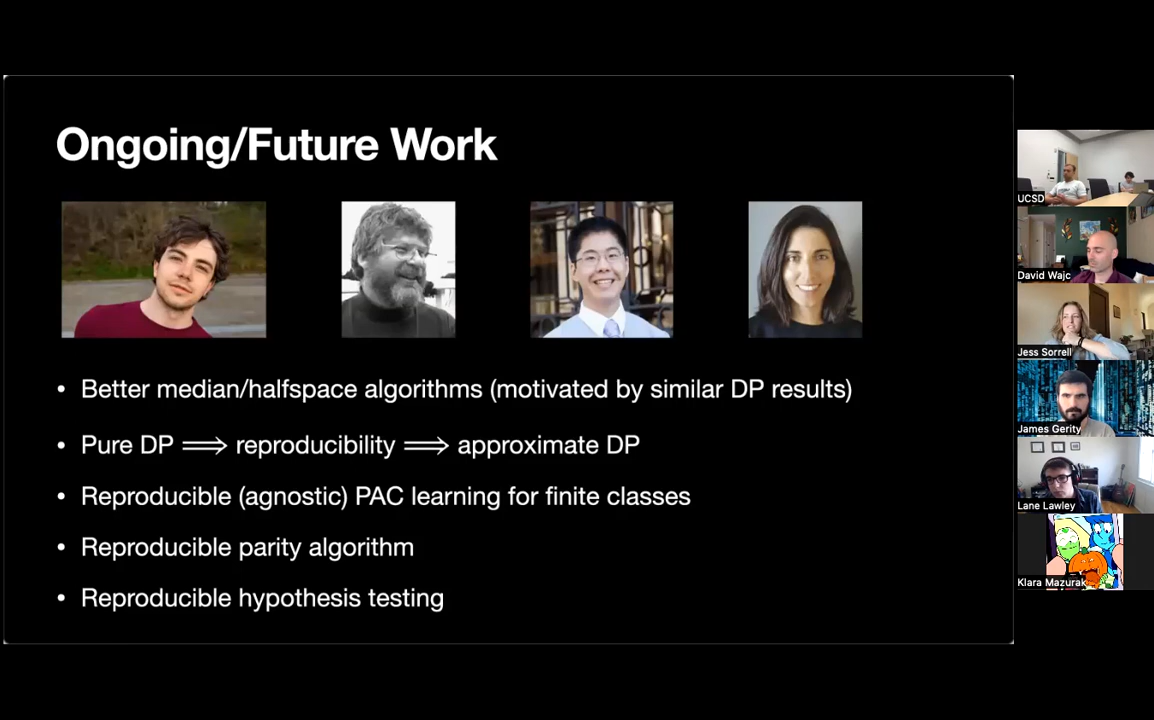 Ongoing/Future Work
• Better median/halfspace algorithms (motivated by similar DP results)
• Pure DP ⟹ reproducibility ⟹ approximate DP
• Reproducible (agnostic) PAC learning for finite classes
• Reproducible parity algorithm
• Reproducible hypothesis testing
UCSD
David Wajc
Jess Sorrell
James Gerity
Lane Lawley
Klara Mazurak